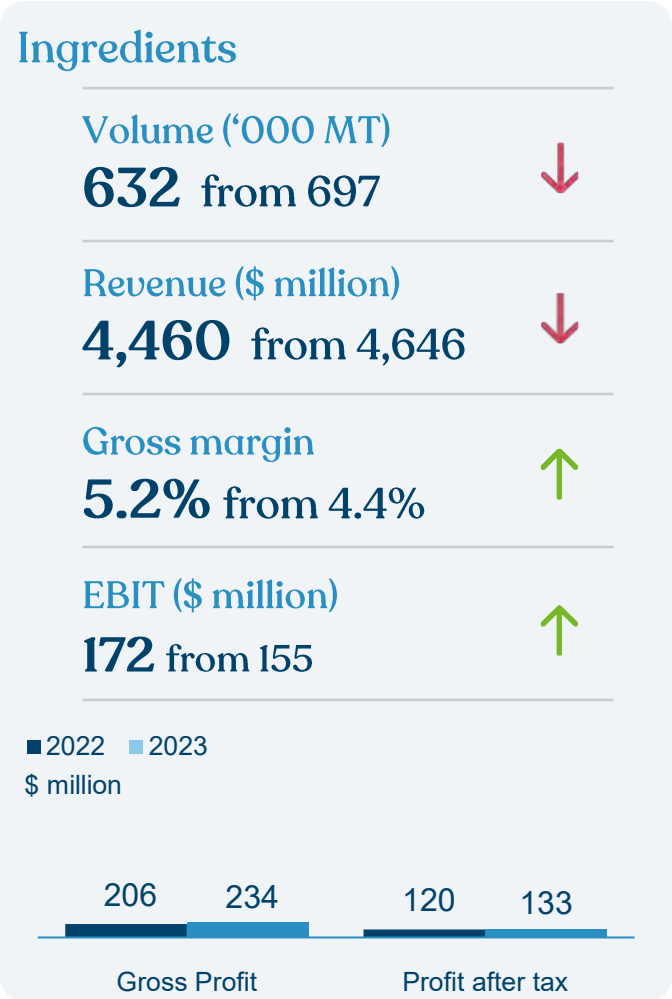 Ingredients
Volume (‘000 MT)
632 from 697
Revenue ($ million)
4,460 from 4,646
Gross margin
5.2% from 4.4%
EBIT ($ million)
172 from 155
2022 2023
$ million
206 234 120 133
Gross Profit Profit after tax